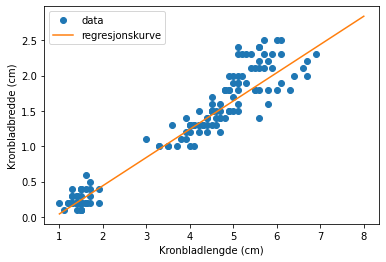 data
regresjonskurve
Kronbladbredde (cm)
2.5
2.0
1.5
1.0
0.5
0.0
1 2 3 4 5 6 7 8
Kronbladlengde (cm)